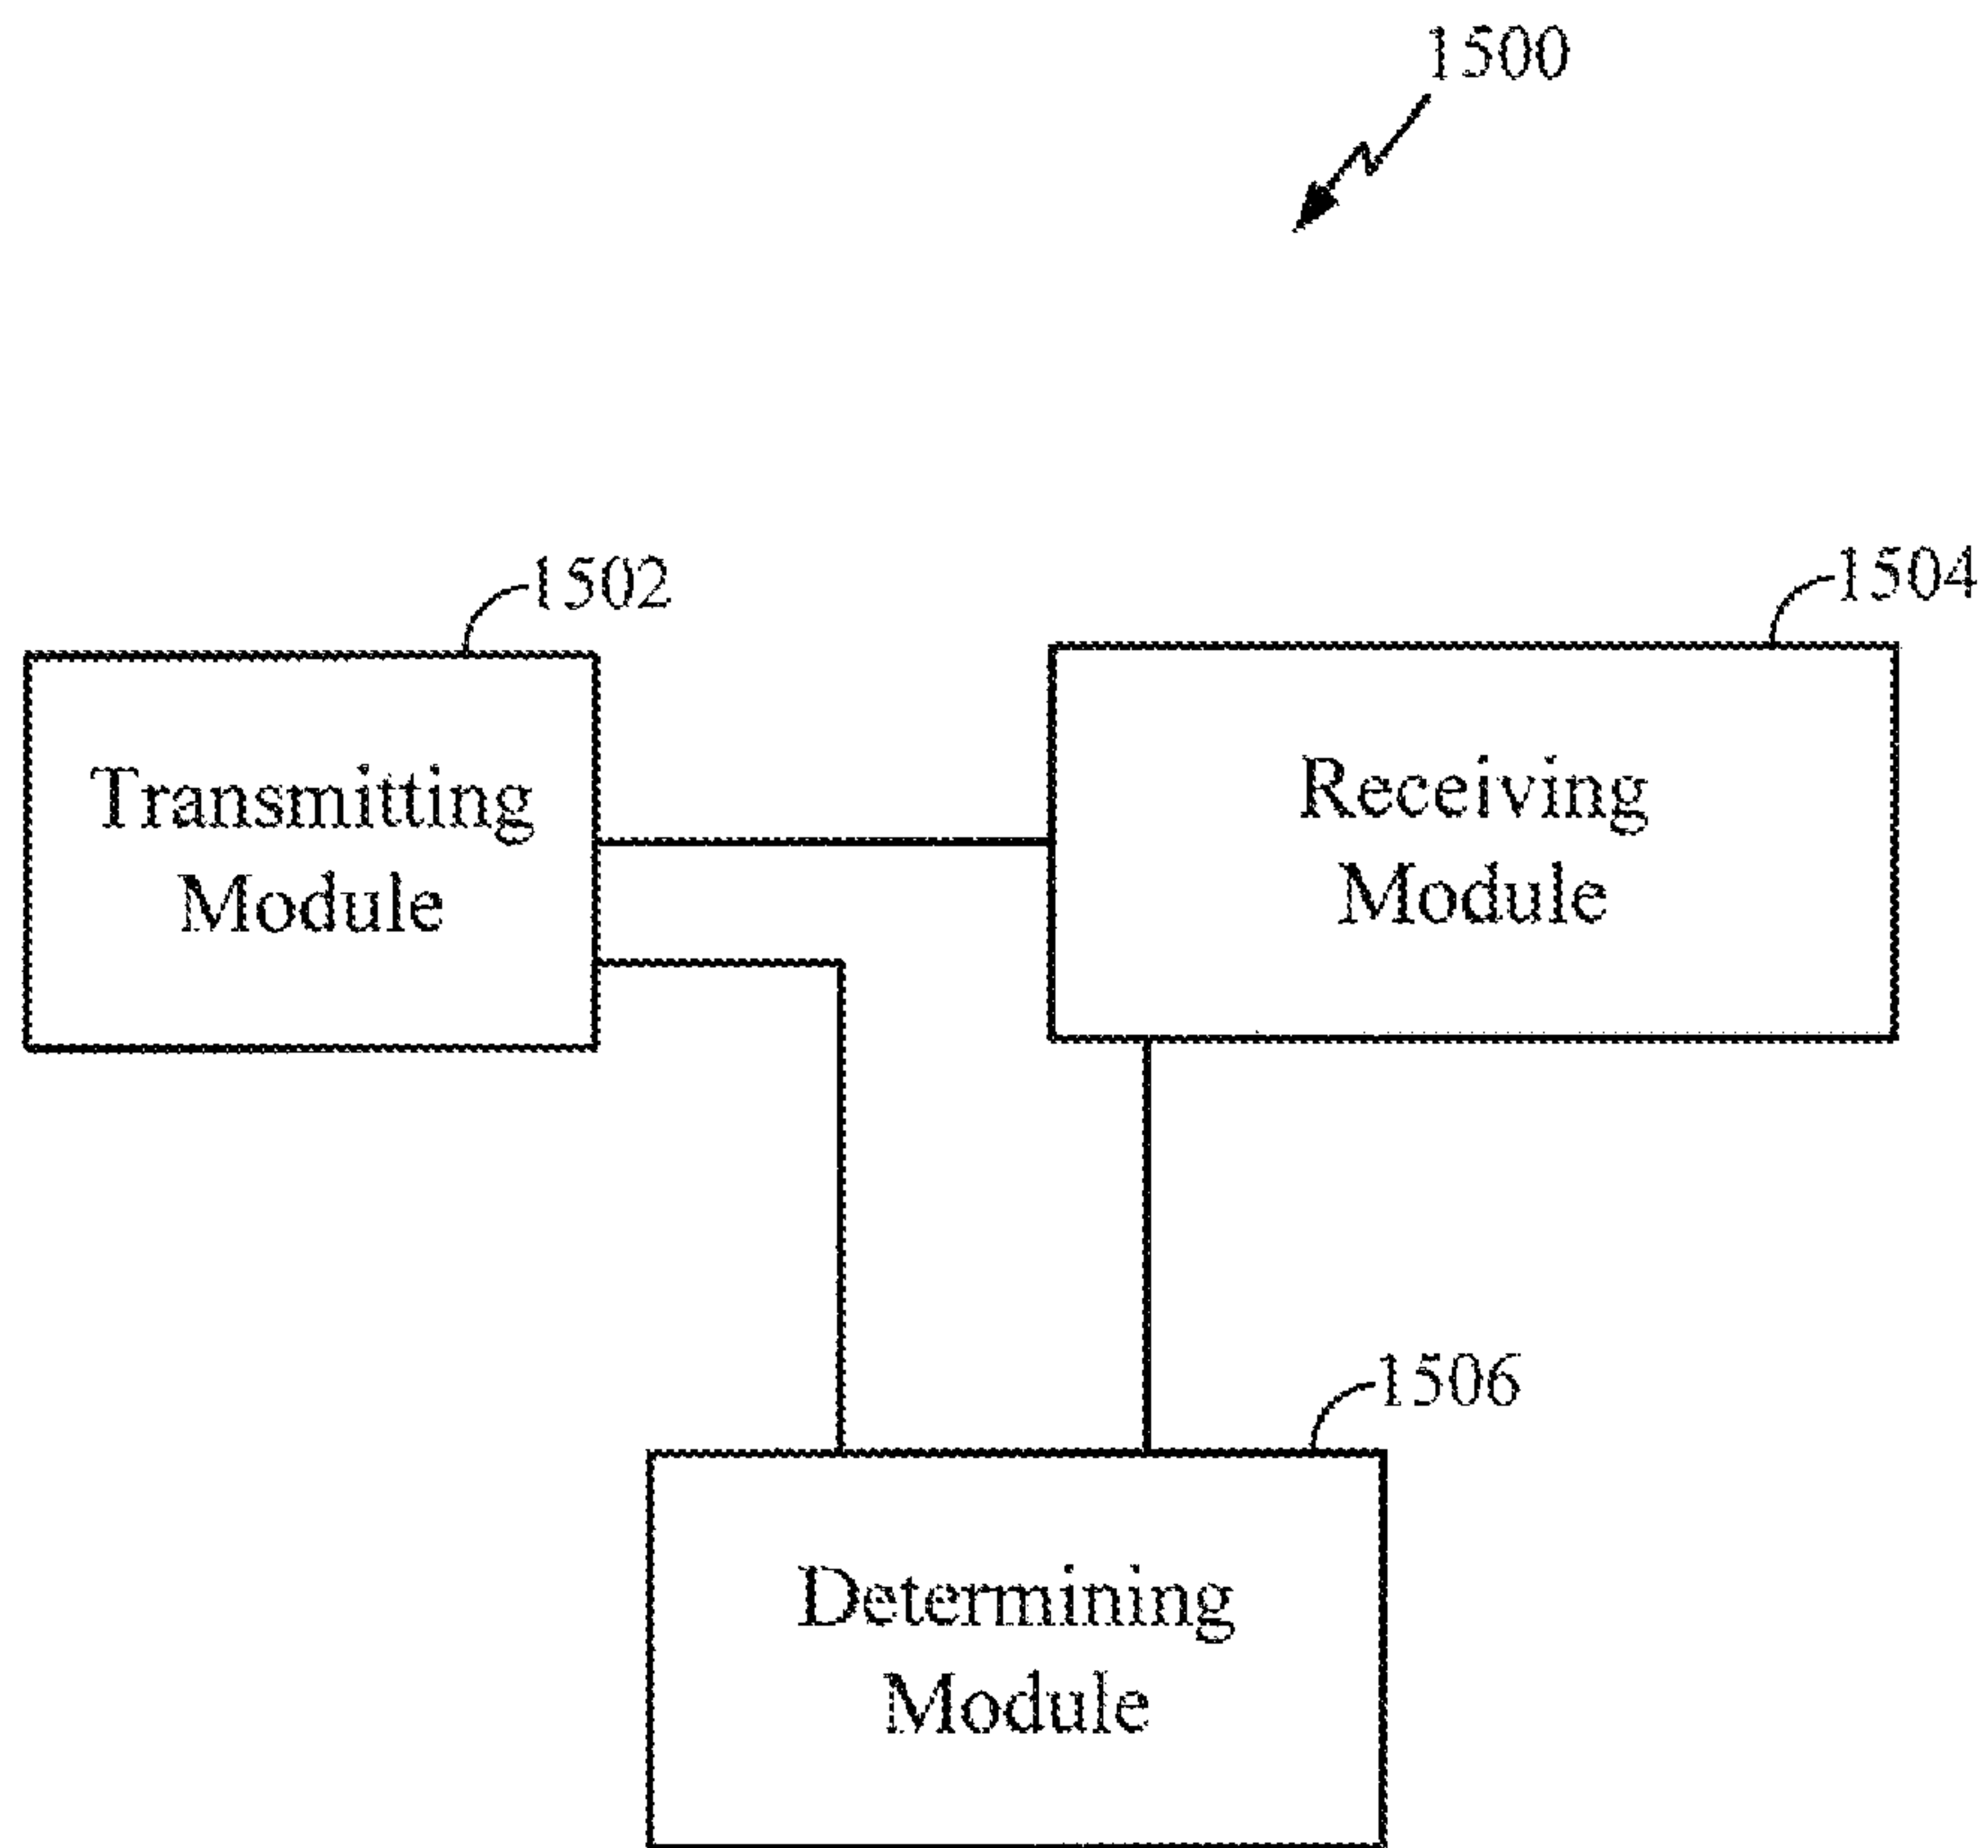 1500
1502
1504
Transmitting
Module
Receiving
Module
1506
Determining
Module